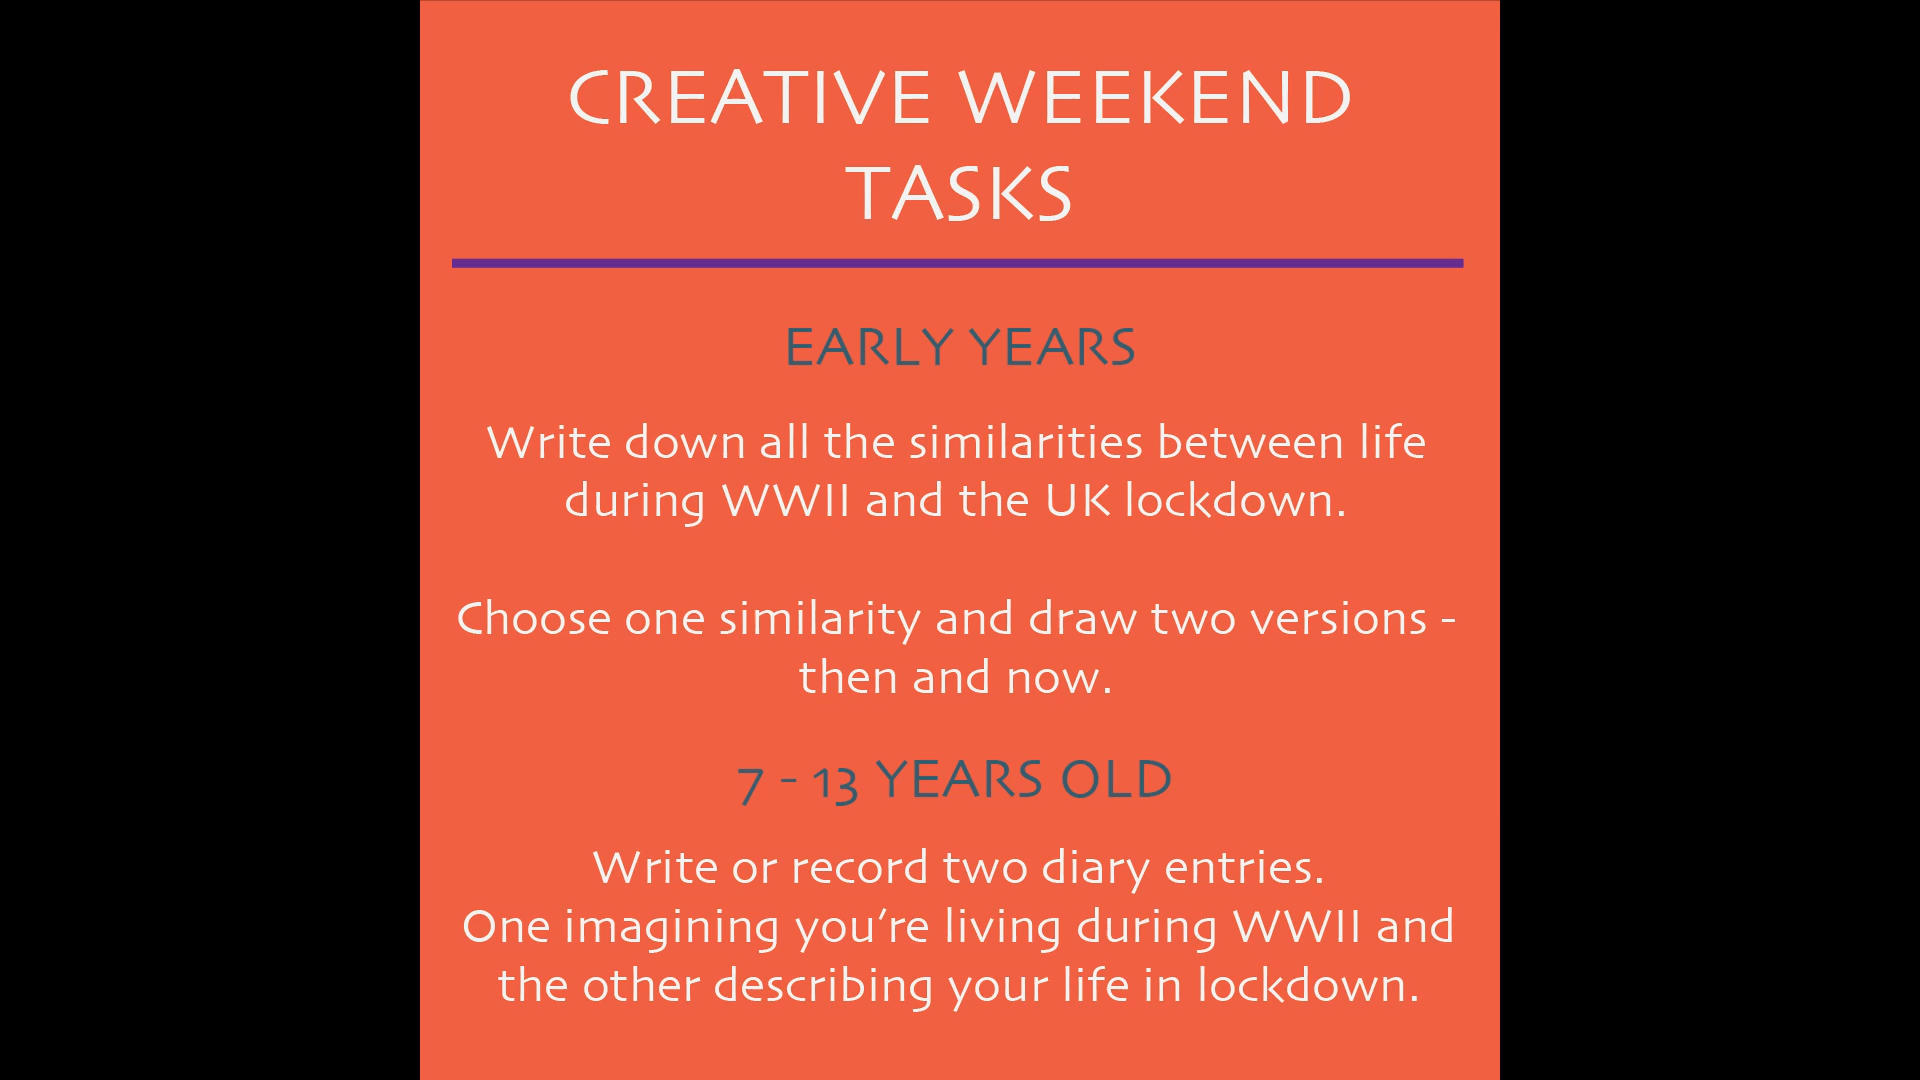 CREATIVE WEEKEND
TASKS
EARLY YEARS
Write down all the similarities between life
during WWII and the UK lockdown.
Choose one similarity and draw two versions -
then and now.
7 - 13 YEARS OLD
Write or record two diary entries.
One imagining you’re living during WWII and
the other describing your life in lockdown.